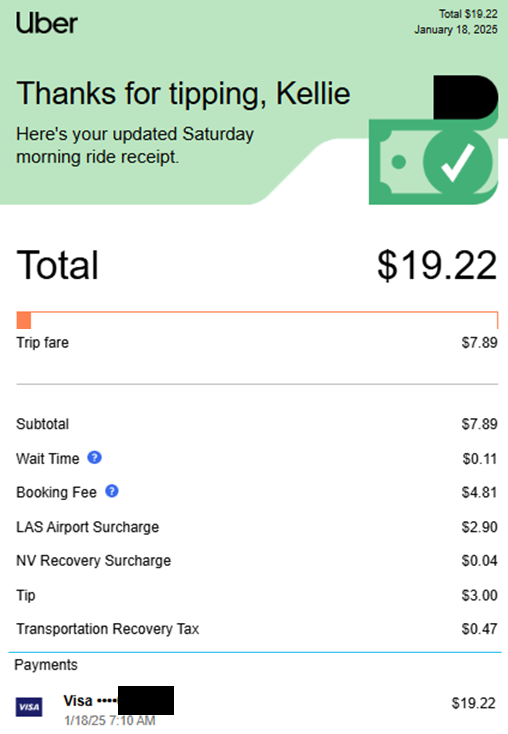 Uber
Total $19.22
January 18, 2025
Thanks for tipping, Kellie
Here's your updated Saturday
morning ride receipt.
Total $19.22
Trip fare $7.89
Subtotal $7.89
Wait Time ? $0.11
Booking Fee ? $4.81
LAS Airport Surcharge $2.90
NV Recovery Surcharge $0.04
Tip $3.00
Transportation Recovery Tax $0.47
Payments
VISA Visa •••• $19.22
1/18/25 7:10 AM